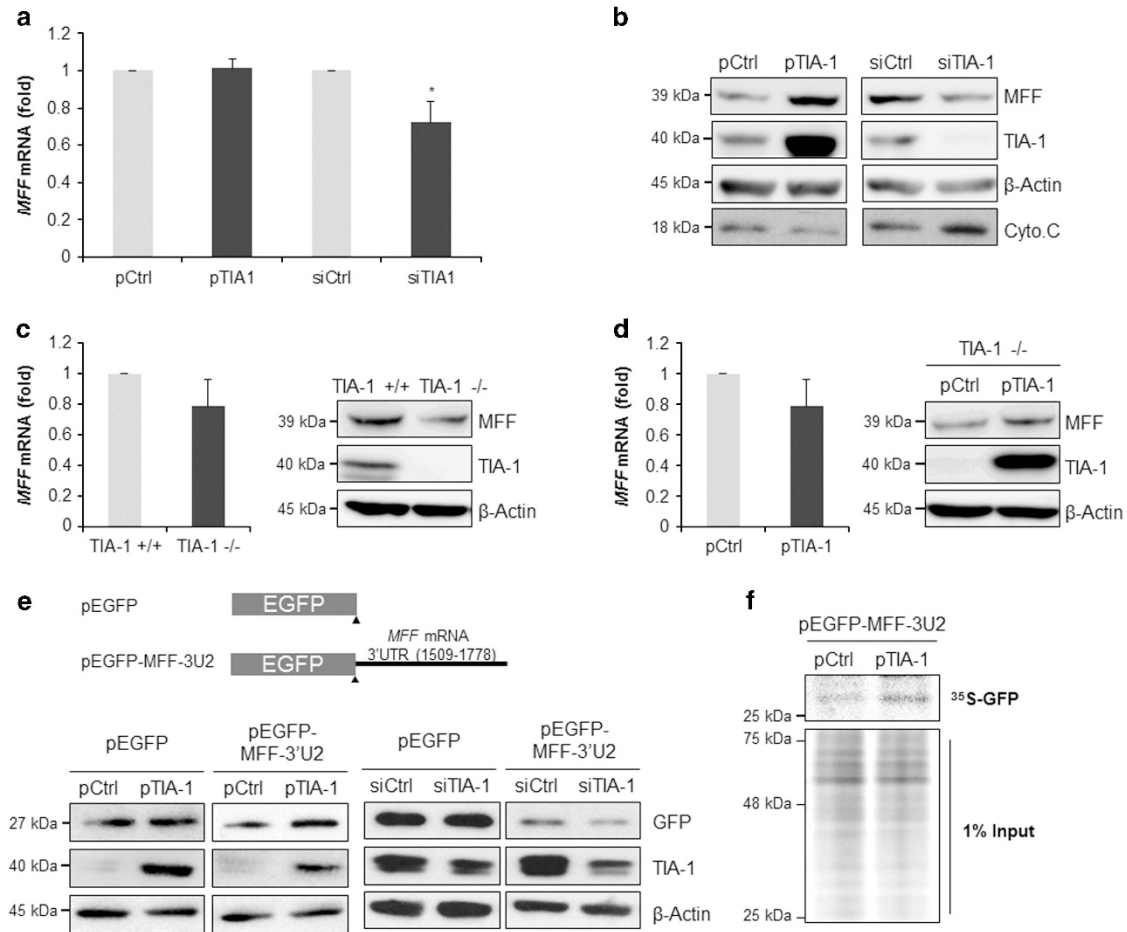 a
MFF mRNA (fold)
1.2
1
0.8
0.6
0.4
0.2
0
*
pCtrl pTIA1 siCtrl siTIA1
b
pCtrl pTIA-1 siCtrl siTIA-1
39 kDa MFF
40 kDa TIA-1
45 kDa β-Actin
18 kDa Cyto.C
c
MFF mRNA (fold)
1.2
1
0.8
0.6
0.4
0.2
0
TIA-1 +/+ TIA-1 -/-
TIA-1 +/+ TIA-1 -/-
39 kDa MFF
40 kDa TIA-1
45 kDa β-Actin
d
MFF mRNA (fold)
1.2
1
0.8
0.6
0.4
0.2
0
pCtrl pTIA-1
TIA-1 -/-
pCtrl pTIA-1
39 kDa MFF
40 kDa TIA-1
45 kDa β-Actin
e
pEGFP EGFP
pEGFP-MFF-3U2 EGFP
MFF mRNA
3'UTR (1509-1778)
pEGFP pEGFP-MFF-3'U2 pEGFP pEGFP-MFF-3'U2
pCtrl pTIA-1 pCtrl pTIA-1 siCtrl siTIA-1 siCtrl siTIA-1
27 kDa GFP
40 kDa TIA-1
45 kDa β-Actin
f
pEGFP-MFF-3U2
pCtrl pTIA-1
35S-GFP
25 kDa
75 kDa
48 kDa
1% Input
25 kDa